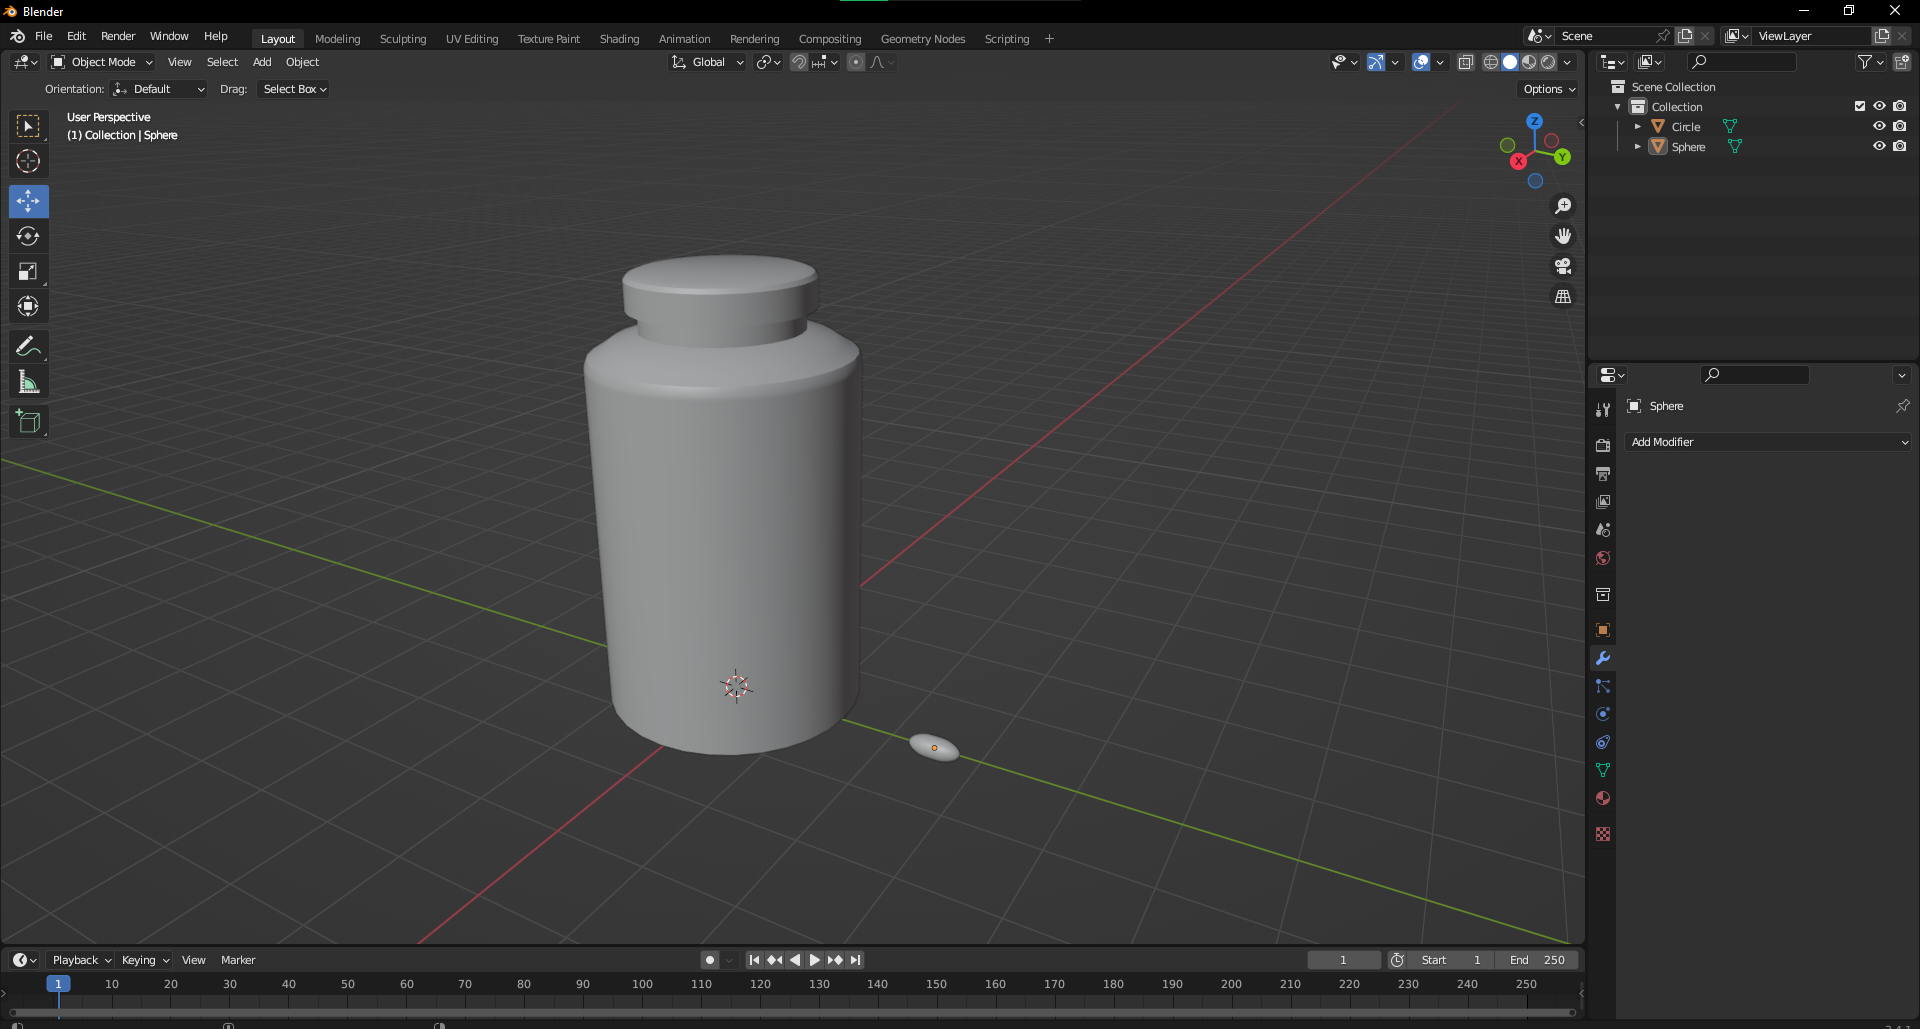 Blender
File Edit Render Window Help Layout Modeling Sculpting UV Editing Texture Paint Shading Animation Rendering Compositing Geometry Nodes Scripting + Scene ViewLayer
Object Mode View Select Add Object Global
Orientation: Default Drag: Select Box Options
User Perspective
(1) Collection | Sphere
Z
Y
X
Scene Collection
Collection
Circle
Sphere
Sphere
Add Modifier
Playback Keying View Marker 1 Start 1 End 250
1 10 20 30 40 50 60 70 80 90 100 110 120 130 140 150 160 170 180 190 200 210 220 230 240 250